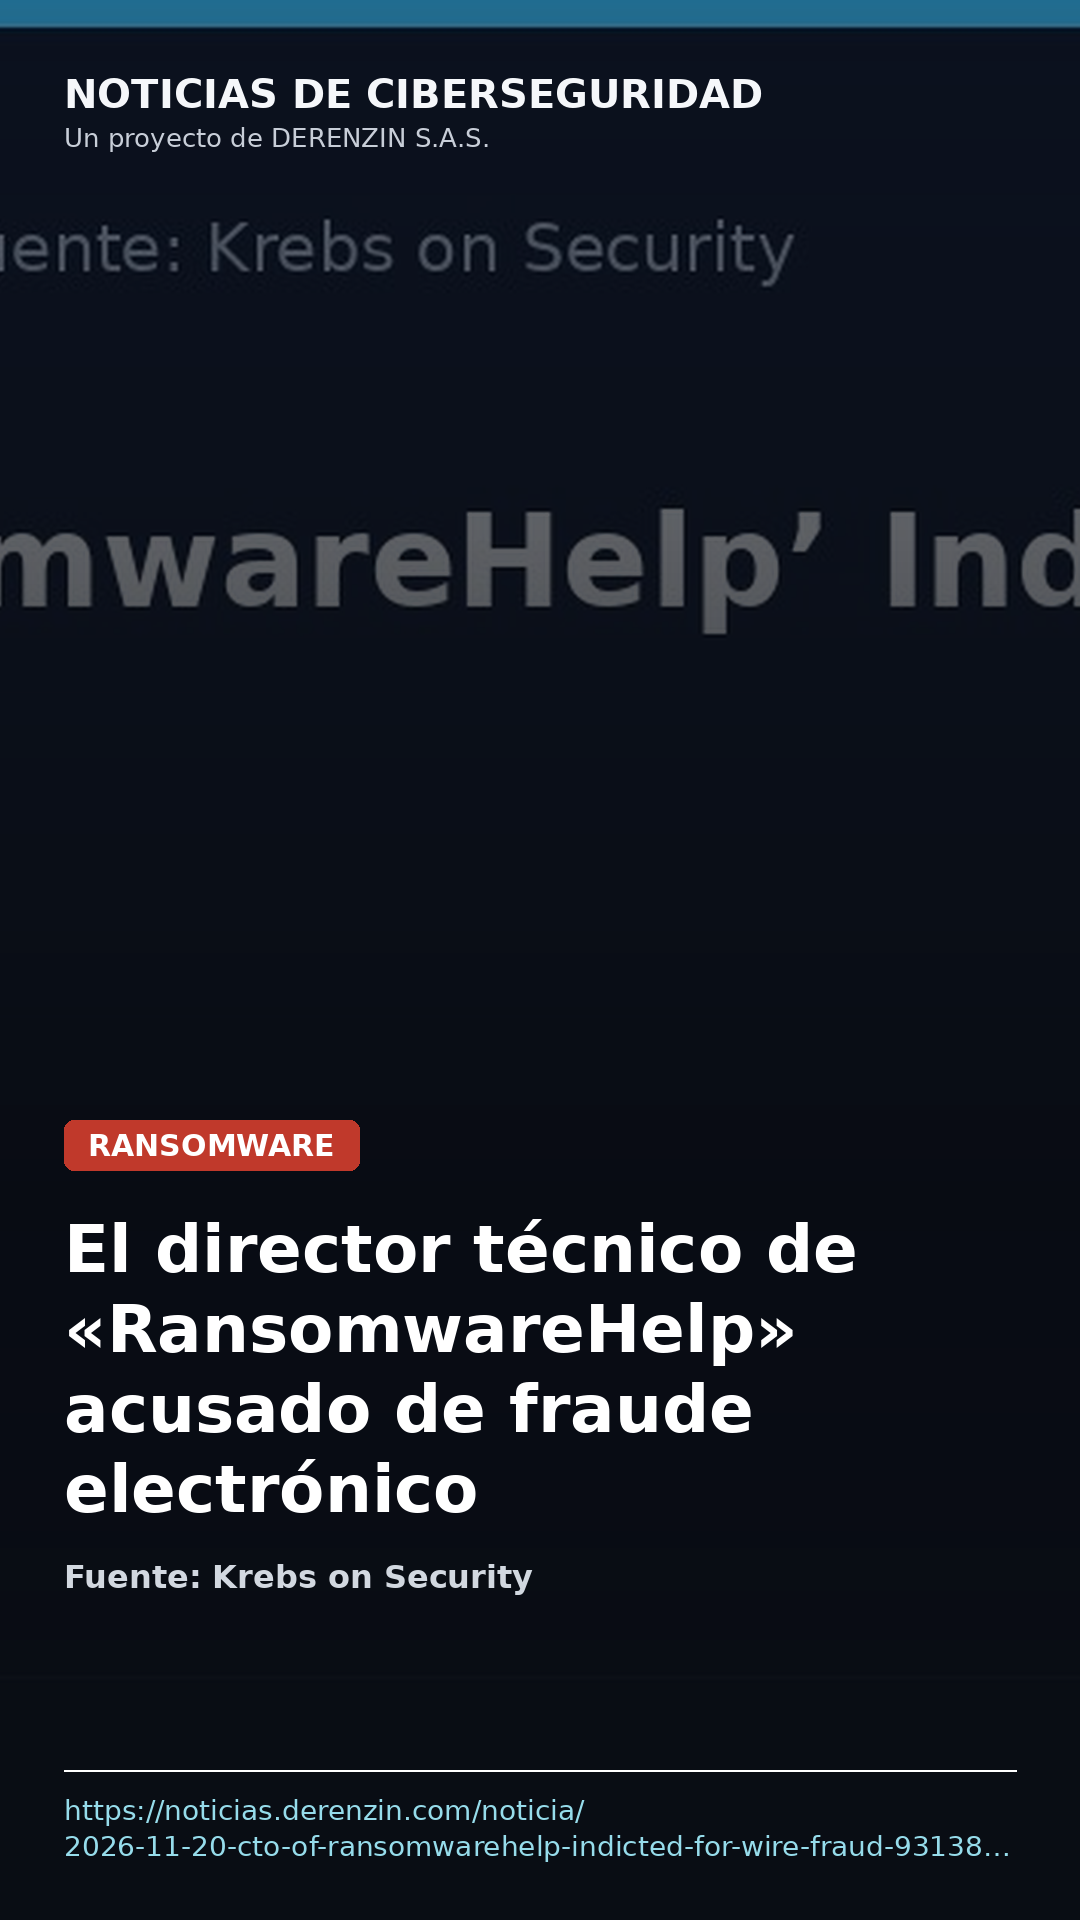 NOTICIAS DE CIBERSEGURIDAD
Un proyecto de DERENZIN S.A.S.
uente: Krebs on Security
mwareHelp’ Ind
RANSOMWARE
El director técnico de
«RansomwareHelp»
acusado de fraude
electrónico
Fuente: Krebs on Security
https://noticias.derenzin.com/noticia/
2026-11-20-cto-of-ransomwarehelp-indicted-for-wire-fraud-93138…